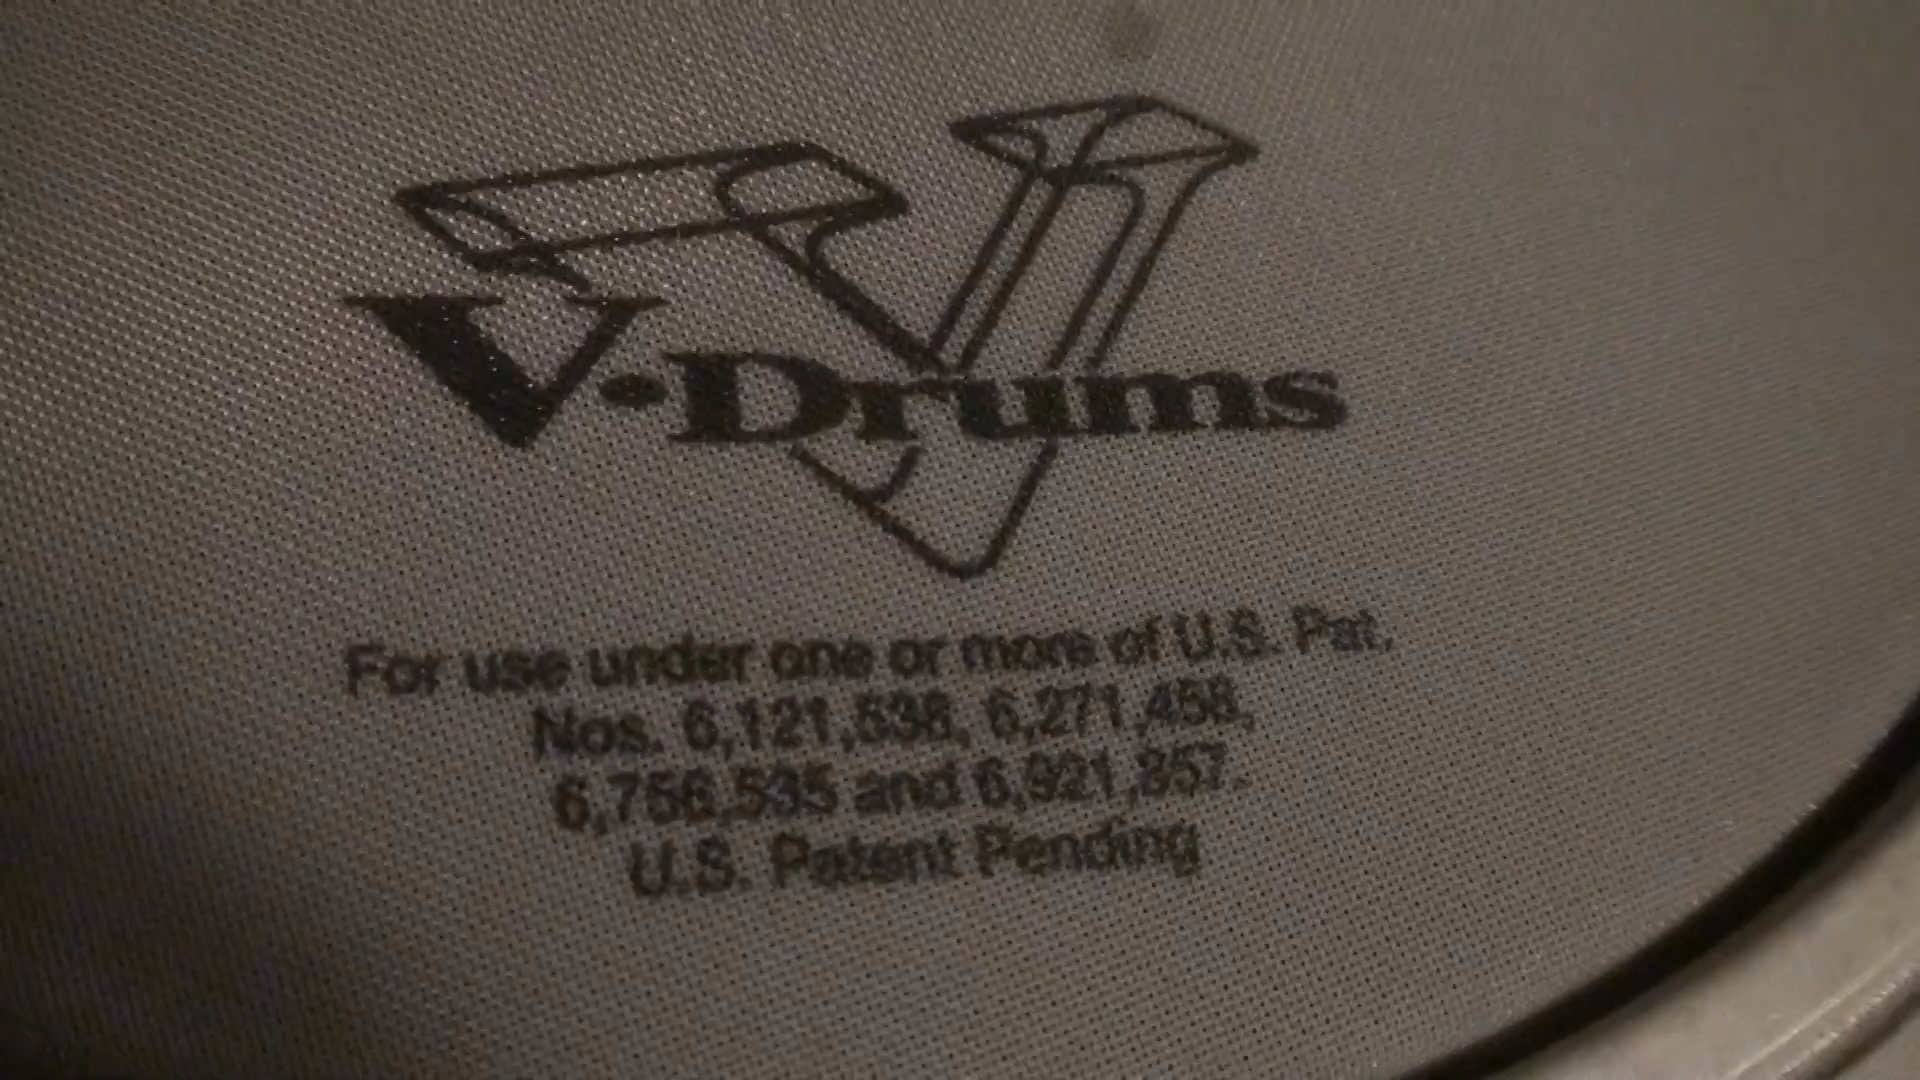 V-Drums
For use under one or more of U.S. Pat.
Nos. 6,121,538, 6,271,458,
6,756,535 and 6,921,857.
U.S. Patent Pending